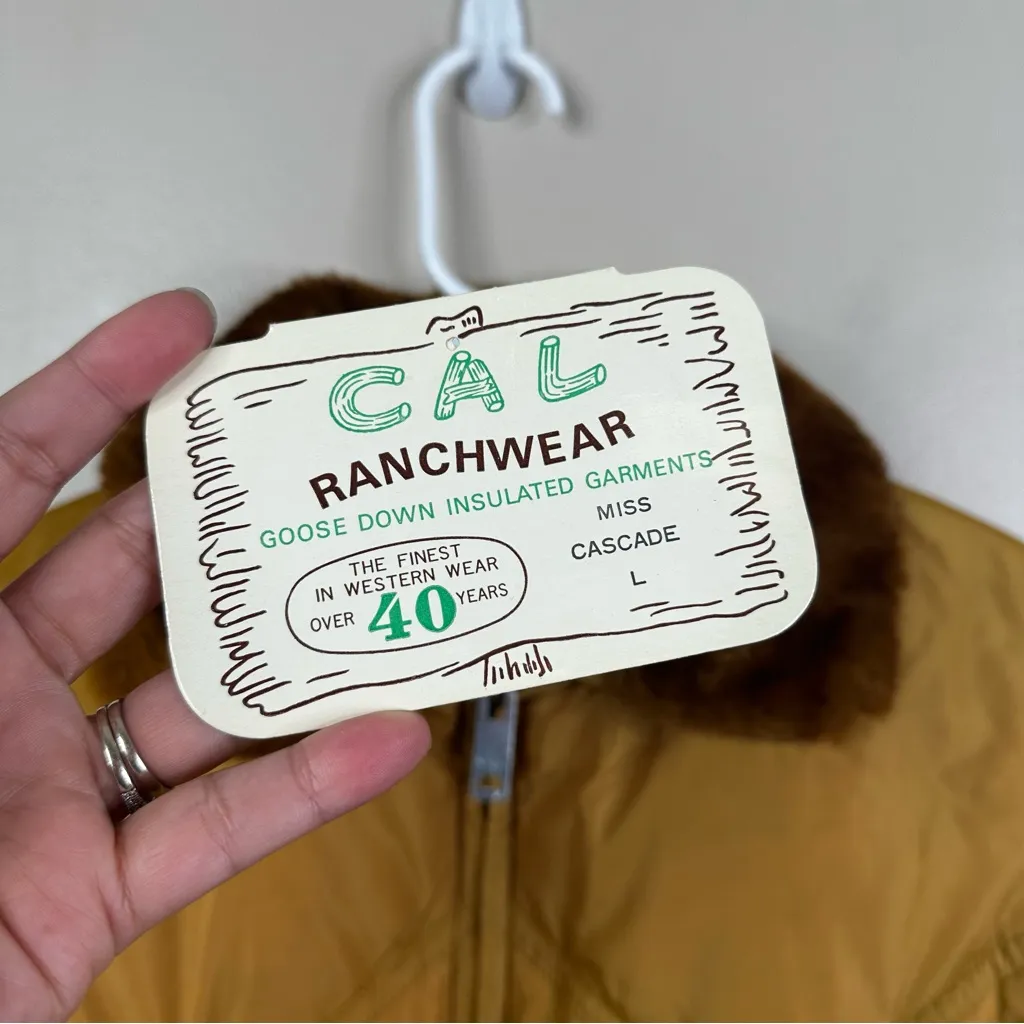 CAL
RANCHWEAR
GOOSE DOWN INSULATED GARMENTS
THE FINEST
IN WESTERN WEAR
OVER 40 YEARS
MISS
CASCADE
L